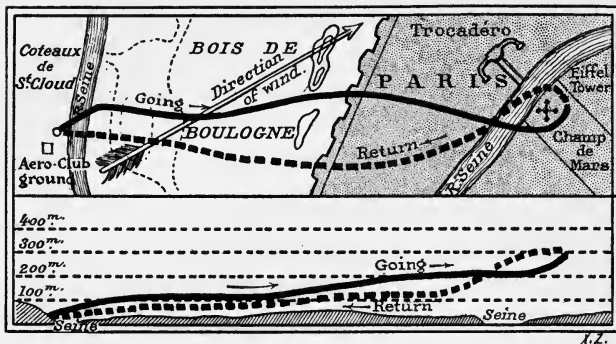 Coteaux
de
St. Cloud
Seine
BOIS DE
BOULOGNE
Direction
of wind.
Going
Return
Aero-Club
ground
Trocadéro
PARIS
Eiffel
Tower
Champ
de
Mars
R. Seine
400m.
300m.
200m.
100m.
Going
Return
Seine
Seine
X.Z.